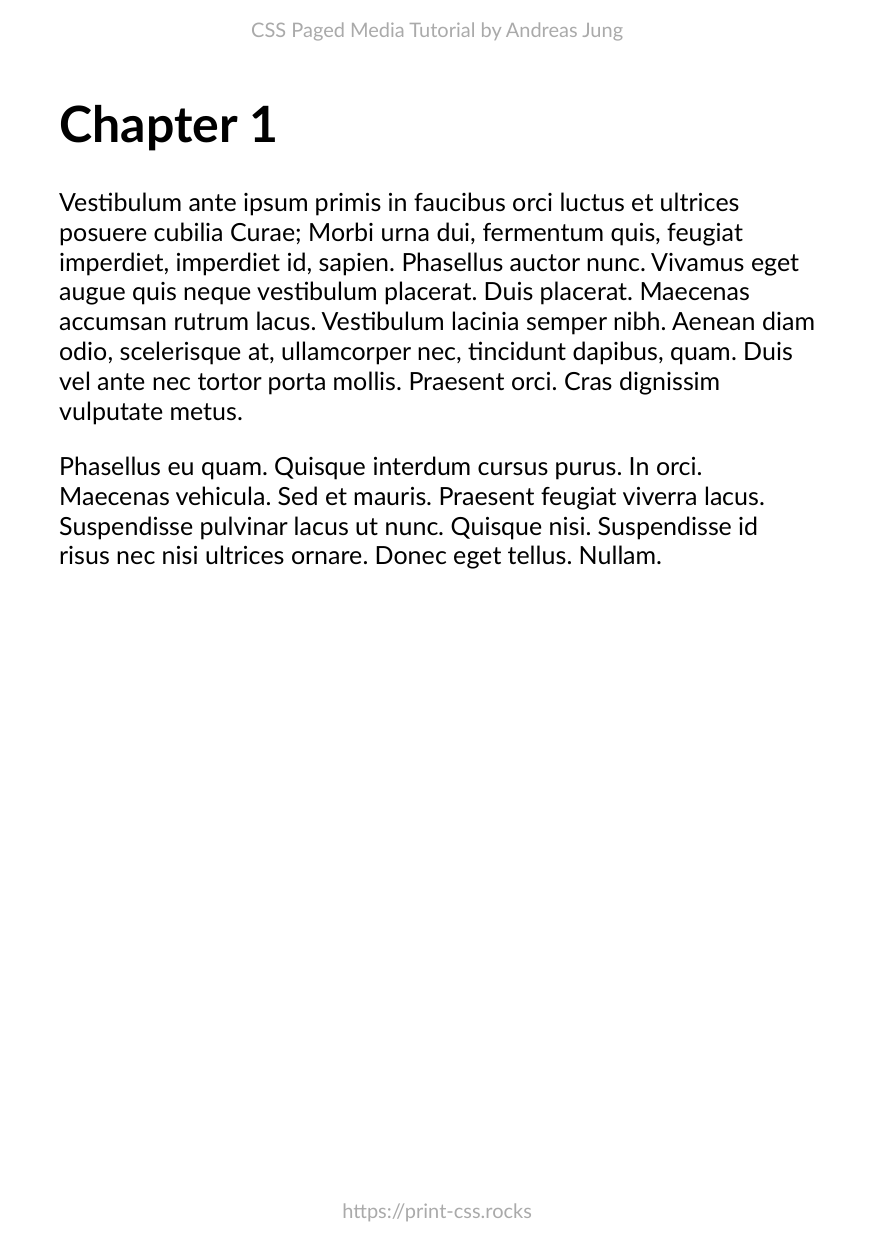 CSS Paged Media Tutorial by Andreas Jung
Chapter 1
Vestibulum ante ipsum primis in faucibus orci luctus et ultrices
posuere cubilia Curae; Morbi urna dui, fermentum quis, feugiat
imperdiet, imperdiet id, sapien. Phasellus auctor nunc. Vivamus eget
augue quis neque vestibulum placerat. Duis placerat. Maecenas
accumsan rutrum lacus. Vestibulum lacinia semper nibh. Aenean diam
odio, scelerisque at, ullamcorper nec, tincidunt dapibus, quam. Duis
vel ante nec tortor porta mollis. Praesent orci. Cras dignissim
vulputate metus.
Phasellus eu quam. Quisque interdum cursus purus. In orci.
Maecenas vehicula. Sed et mauris. Praesent feugiat viverra lacus.
Suspendisse pulvinar lacus ut nunc. Quisque nisi. Suspendisse id
risus nec nisi ultrices ornare. Donec eget tellus. Nullam.
https://print-css.rocks